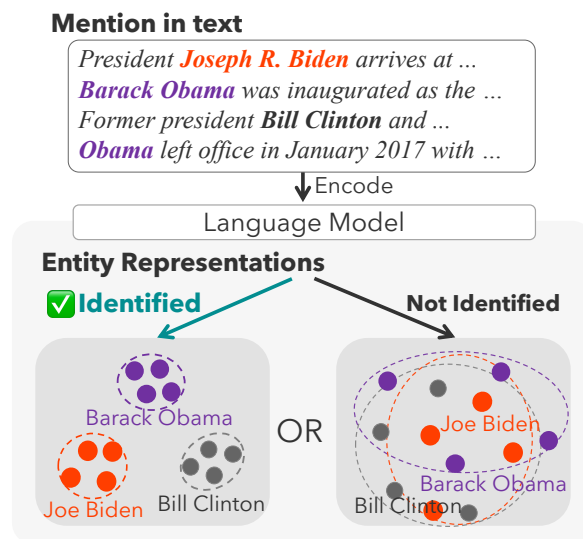 Mention in text
President Joseph R. Biden arrives at ...
Barack Obama was inaugurated as the ...
Former president Bill Clinton and ...
Obama left office in January 2017 with ...
Encode
Language Model
Entity Representations
✅ Identified
Not Identified
Barack Obama
Joe Biden
Bill Clinton
OR
Joe Biden
Barack Obama
Bill Clinton